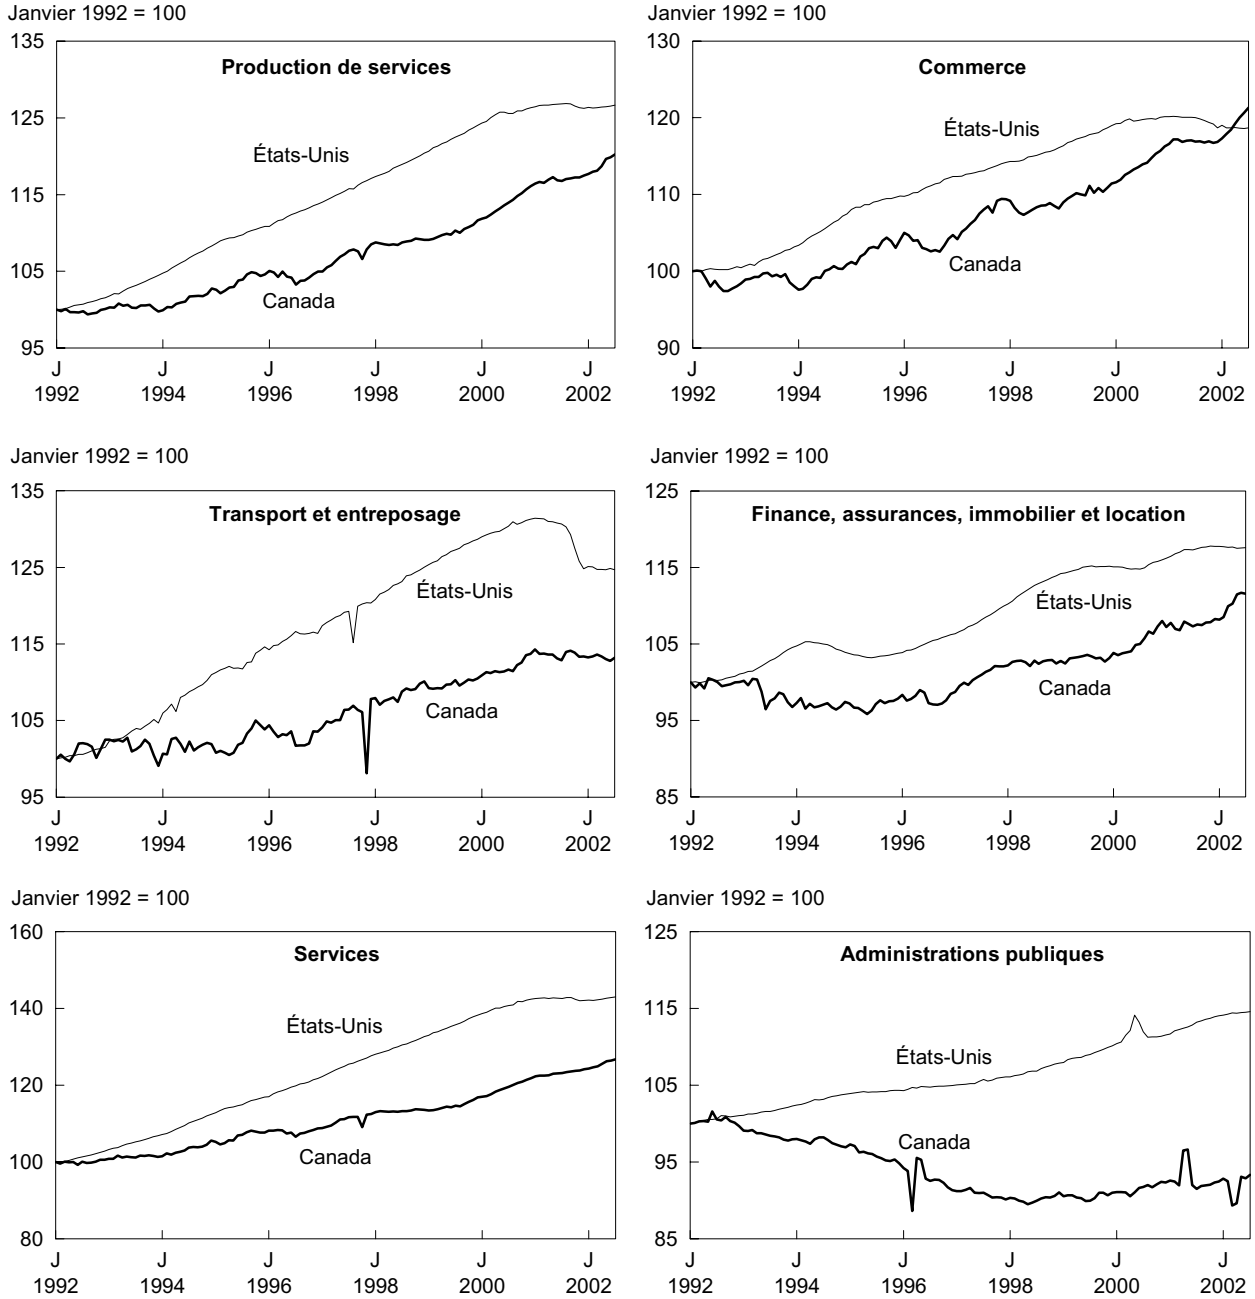 Janvier 1992 = 100
135
125
115
105
95
Production de services
États-Unis
Canada
J J J J J J
1992 1994 1996 1998 2000 2002
Janvier 1992 = 100
130
120
110
100
90
Commerce
États-Unis
Canada
J J J J J J
1992 1994 1996 1998 2000 2002
Janvier 1992 = 100
135
125
115
105
95
Transport et entreposage
États-Unis
Canada
J J J J J J
1992 1994 1996 1998 2000 2002
Janvier 1992 = 100
125
115
105
95
85
Finance, assurances, immobilier et location
États-Unis
Canada
J J J J J J
1992 1994 1996 1998 2000 2002
Janvier 1992 = 100
160
140
120
100
80
Services
États-Unis
Canada
J J J J J J
1992 1994 1996 1998 2000 2002
Janvier 1992 = 100
125
115
105
95
85
Administrations publiques
États-Unis
Canada
J J J J J J
1992 1994 1996 1998 2000 2002